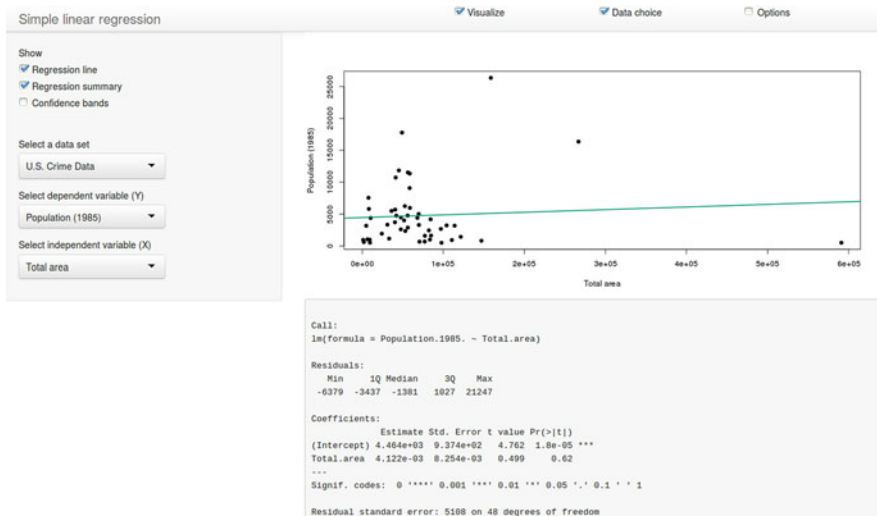 Simple linear regression
Visualize
Data choice
Options
Show
Regression line
Regression summary
Confidence bands
Select a data set
U.S. Crime Data
Select dependent variable (Y)
Population (1985)
Select independent variable (X)
Total area
Population (1985)
25000
20000
15000
10000
5000
0
0e+00 1e+05 2e+05 3e+05 4e+05 5e+05 6e+05
Total area
Call:
lm(formula = Population.1985. ~ Total.area)
Residuals:
Min 1Q Median 3Q Max
-6379 -3437 -1381 1027 21247
Coefficients:
Estimate Std. Error t value Pr(>|t|)
(Intercept) 4.464e+03 9.374e+02 4.762 1.8e-05 ***
Total.area 4.122e-03 8.254e-03 0.499 0.62
---
Signif. codes: 0 '***' 0.001 '**' 0.01 '*' 0.05 '.' 0.1 ' ' 1
Residual standard error: 5108 on 48 degrees of freedom